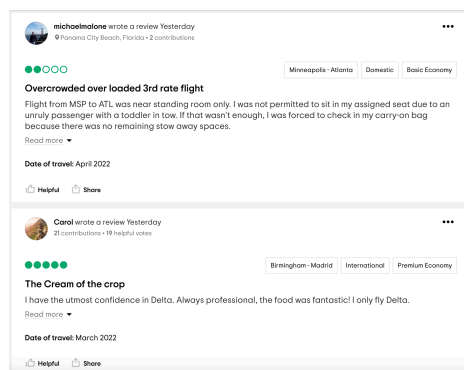 michaelmalone wrote a review Yesterday
Panama City Beach, Florida • 2 contributions
Minneapolis - Atlanta Domestic Basic Economy
Overcrowded over loaded 3rd rate flight
Flight from MSP to ATL was near standing room only. I was not permitted to sit in my assigned seat due to an
unruly passenger with a toddler in tow. If that wasn't enough, I was forced to check in my carry-on bag
because there was no remaining stow away spaces.
Read more
Date of travel: April 2022
Helpful Share
Carol wrote a review Yesterday
21 contributions • 19 helpful votes
Birmingham - Madrid International Premium Economy
The Cream of the crop
I have the utmost confidence in Delta. Always professional, the food was fantastic! I only fly Delta.
Read more
Date of travel: March 2022
Helpful Share